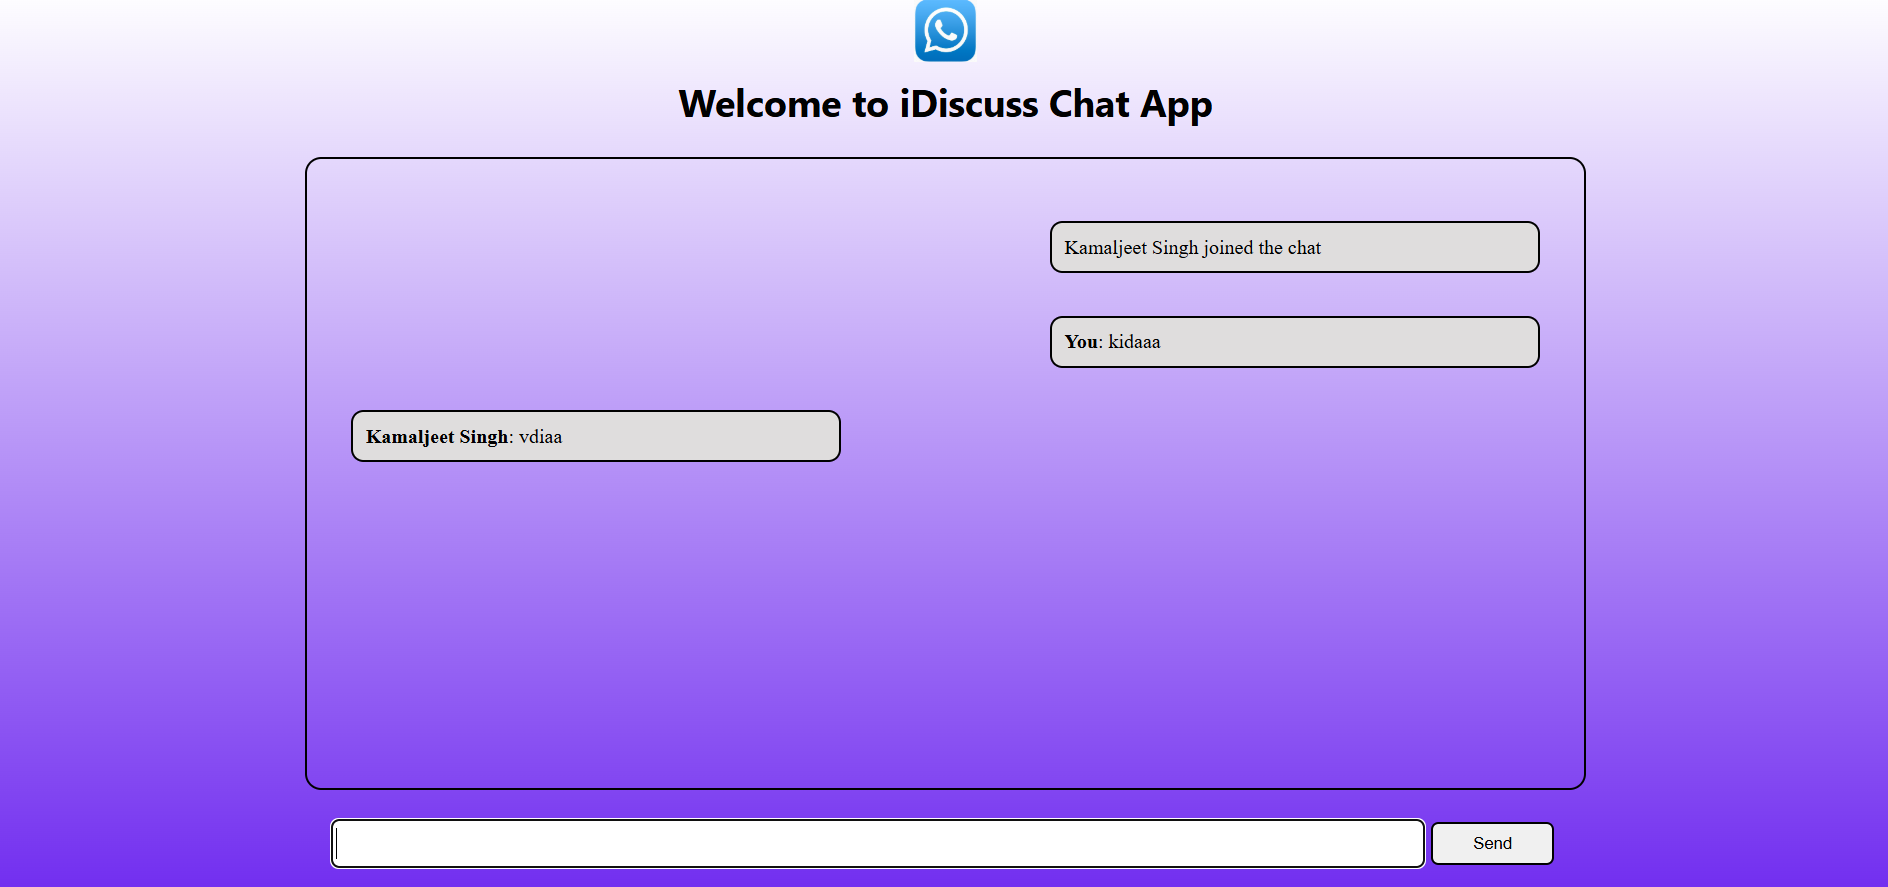 Welcome to iDiscuss Chat App
Kamaljeet Singh joined the chat
You: kidaaa
Kamaljeet Singh: vdiaa
Send